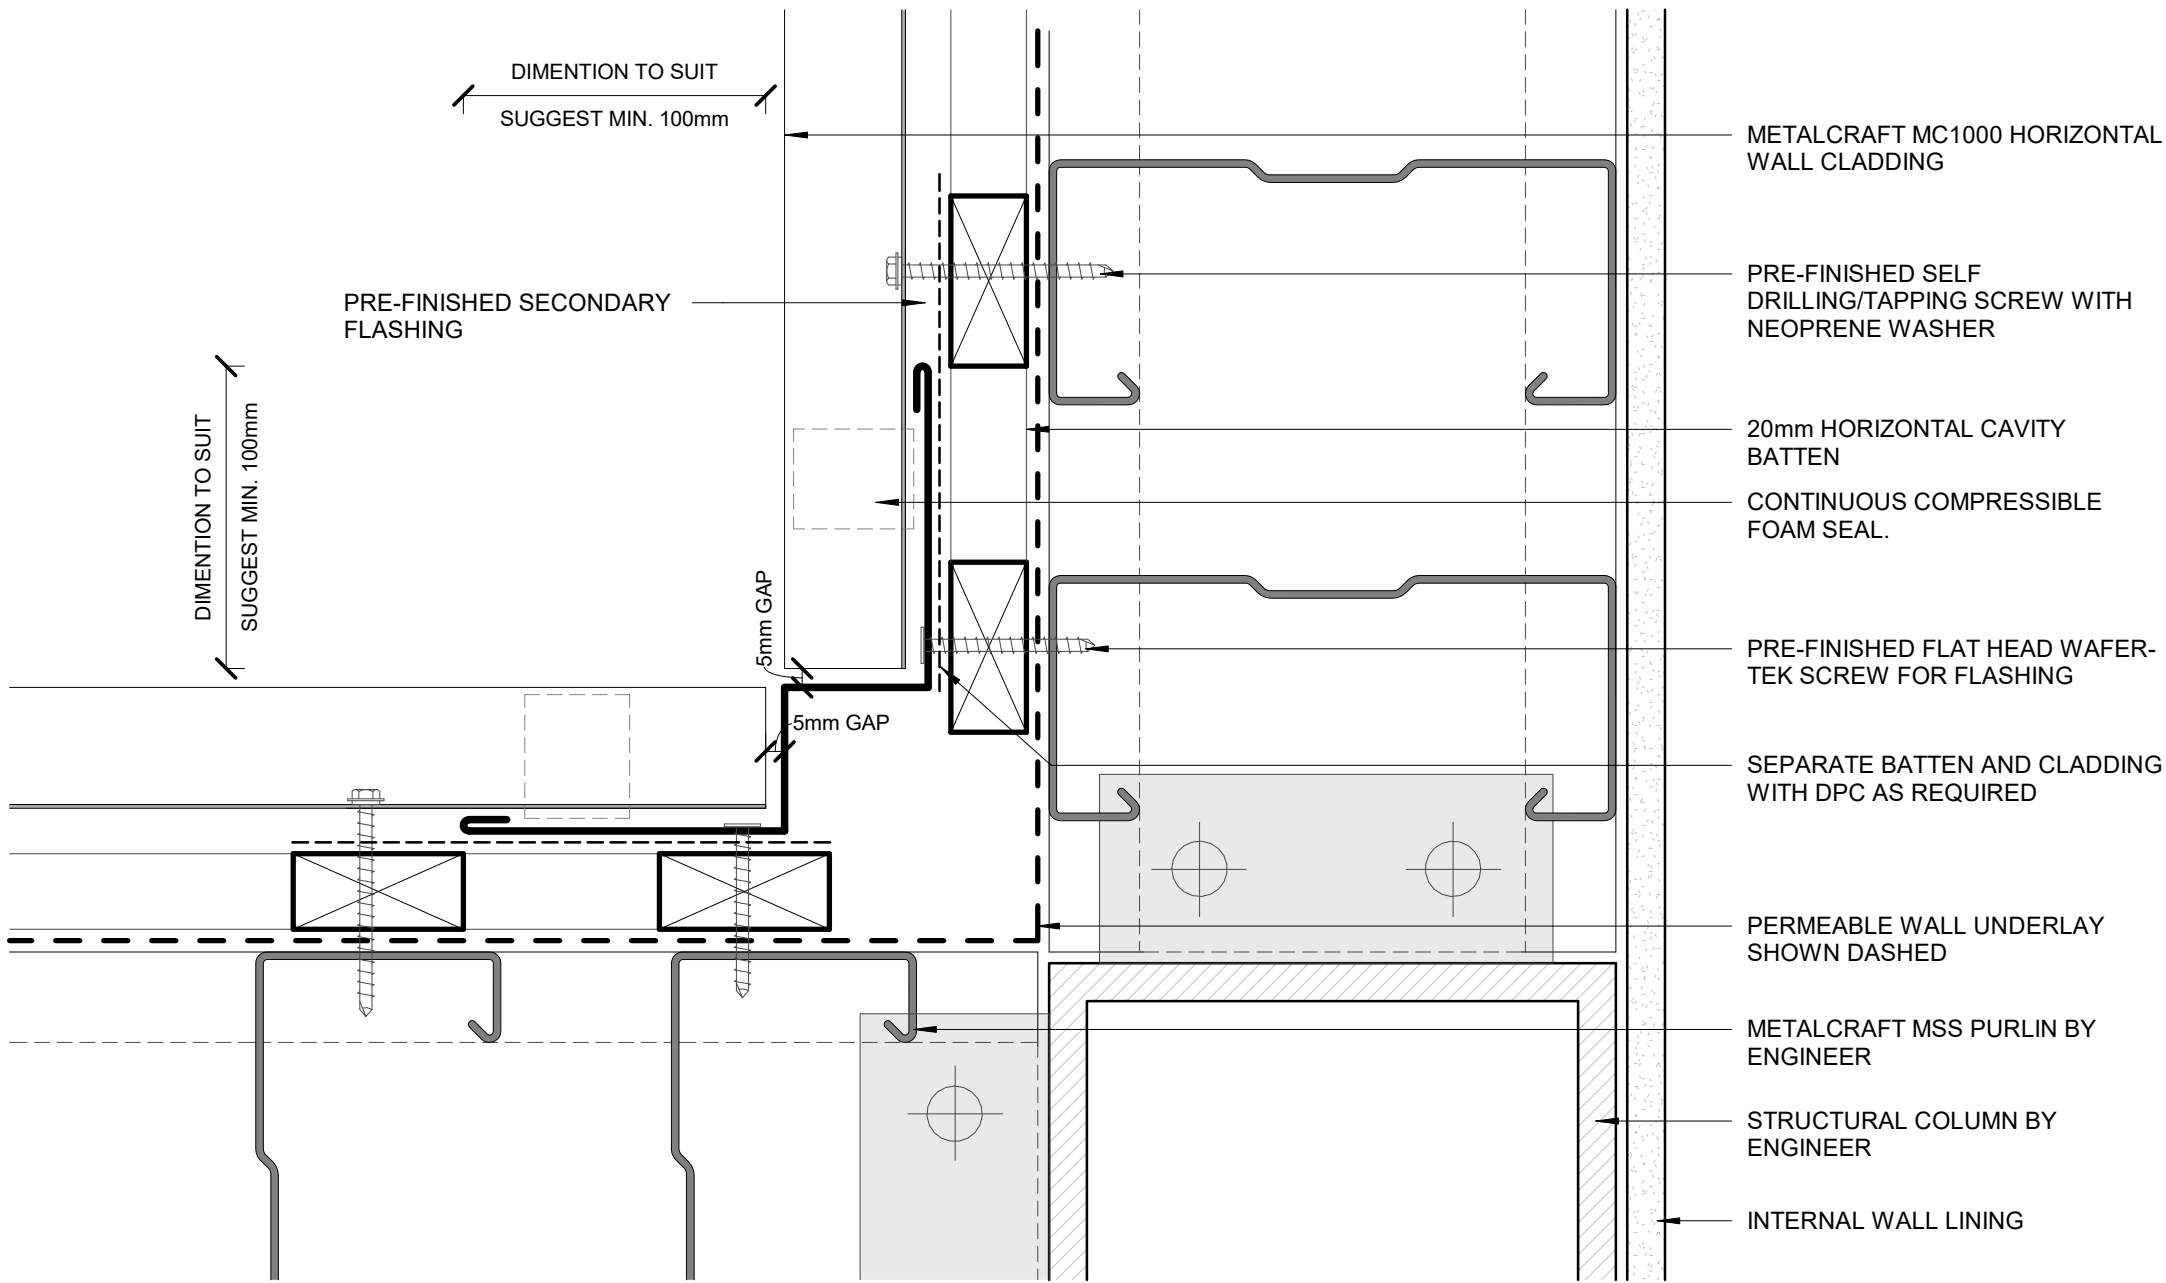 DIMENTION TO SUIT
SUGGEST MIN. 100mm
PRE-FINISHED SECONDARY
FLASHING
DIMENTION TO SUIT
SUGGEST MIN. 100mm
5mm GAP
5mm GAP
METALCRAFT MC1000 HORIZONTAL
WALL CLADDING
PRE-FINISHED SELF
DRILLING/TAPPING SCREW WITH
NEOPRENE WASHER
20mm HORIZONTAL CAVITY
BATTEN
CONTINUOUS COMPRESSIBLE
FOAM SEAL.
PRE-FINISHED FLAT HEAD WAFER-
TEK SCREW FOR FLASHING
SEPARATE BATTEN AND CLADDING
WITH DPC AS REQUIRED
PERMEABLE WALL UNDERLAY
SHOWN DASHED
METALCRAFT MSS PURLIN BY
ENGINEER
STRUCTURAL COLUMN BY
ENGINEER
INTERNAL WALL LINING